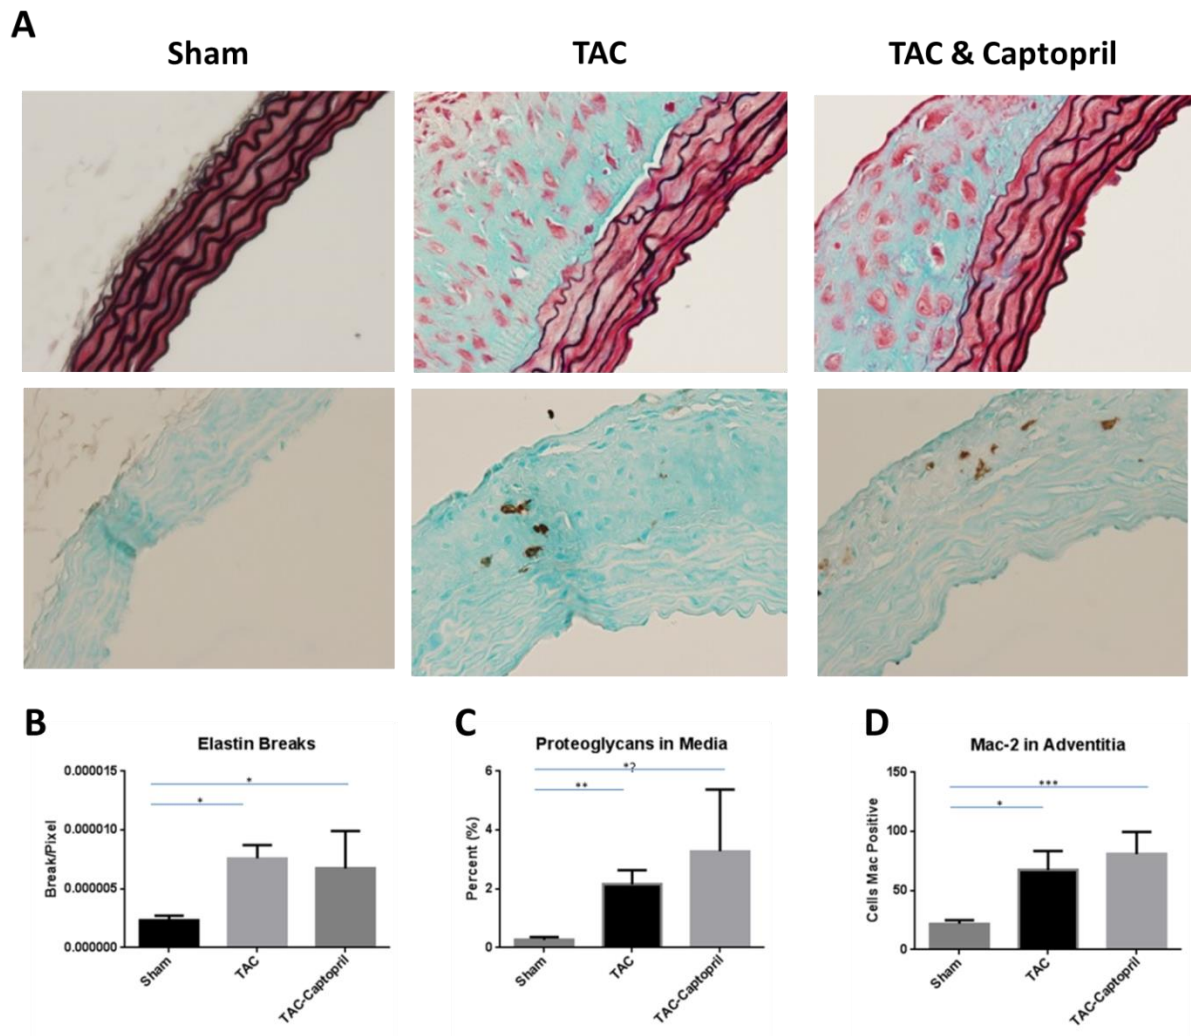 A
Sham
TAC
TAC & Captopril
B
Elastin Breaks
0.000015
0.000010
0.000005
0.000000
Break/Pixel
*
*
Sham
TAC
TAC-Captopril
C
Proteoglycans in Media
6
4
2
0
Percent (%)
*?
**
Sham
TAC
TAC-Captopril
D
Mac-2 in Adventitia
150
100
50
0
Cells Mac Positive
***
*
Sham
TAC
TAC-Captopril